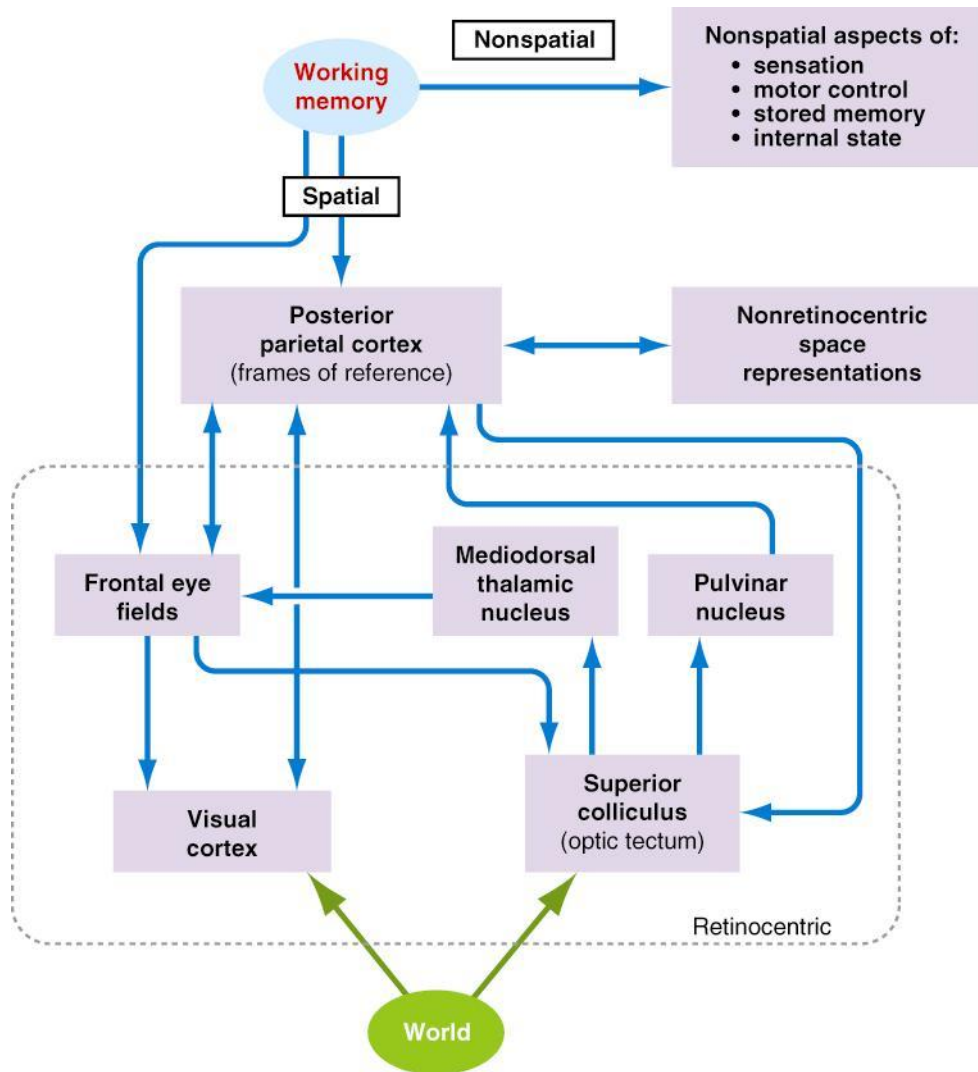 Nonspatial
Working
memory
Nonspatial aspects of:
• sensation
• motor control
• stored memory
• internal state
Spatial
Posterior
parietal cortex
(frames of reference)
Nonretinocentric
space
representations
Frontal eye
fields
Mediodorsal
thalamic
nucleus
Pulvinar
nucleus
Visual
cortex
Superior
colliculus
(optic tectum)
Retinocentric
World